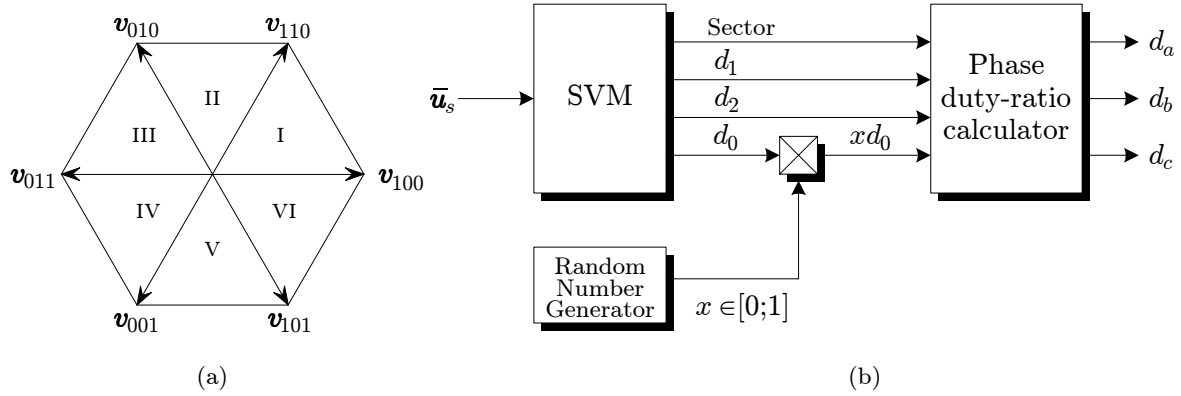 v010
v110
II
III
I
v011
v100
IV
VI
V
v001
v101
(a)
ūs
SVM
Sector
d1
d2
d0
xd0
Phase
duty-ratio
calculator
da
db
dc
Random
Number
Generator
x ∈[0;1]
(b)